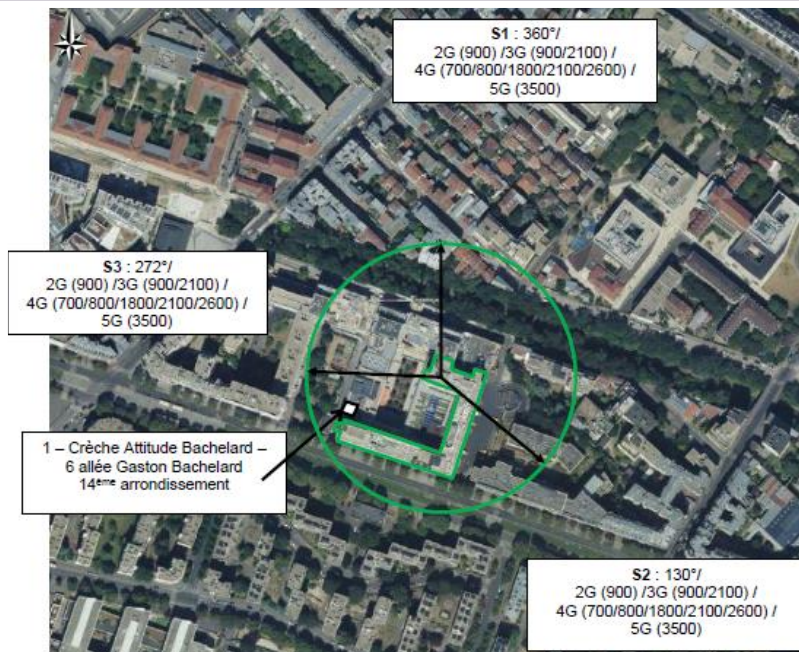 S1 : 360°/
2G (900) /3G (900/2100) /
4G (700/800/1800/2100/2600) /
5G (3500)
S3 : 272°/
2G (900) /3G (900/2100) /
4G (700/800/1800/2100/2600) /
5G (3500)
1 – Crèche Attitude Bachelard –
6 allée Gaston Bachelard
14ème arrondissement
S2 : 130°/
2G (900) /3G (900/2100) /
4G (700/800/1800/2100/2600) /
5G (3500)